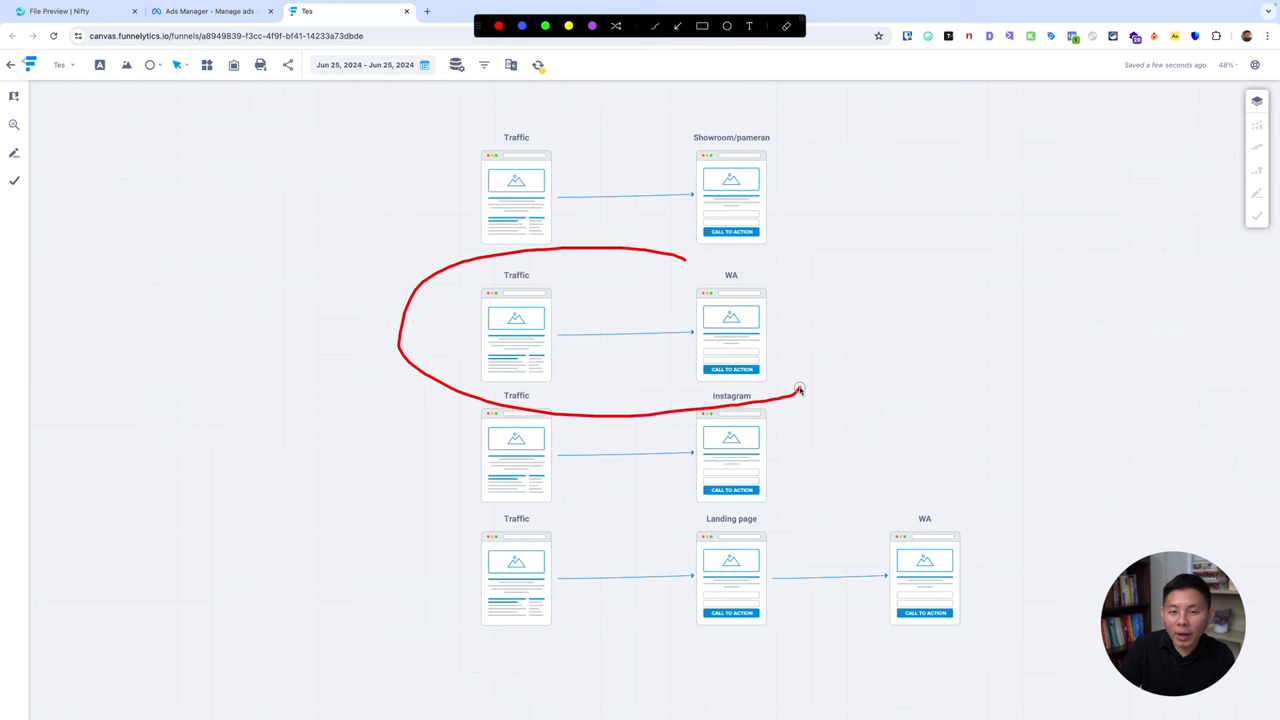 File Preview | Nifty
Ads Manager - Manage ads -
Tes
T
app.funnelytics.io/funnels/a8949839-f3cc-4f9f-bf41-14233a73dbde
Tes
Jun 25, 2024 - Jun 25, 2024
Saved a few seconds ago
48%
Traffic
Showroom/pameran
CALL TO ACTION
Traffic
WA
CALL TO ACTION
Traffic
Instagram
CALL TO ACTION
Traffic
Landing page
WA
CALL TO ACTION
CALL TO ACTION